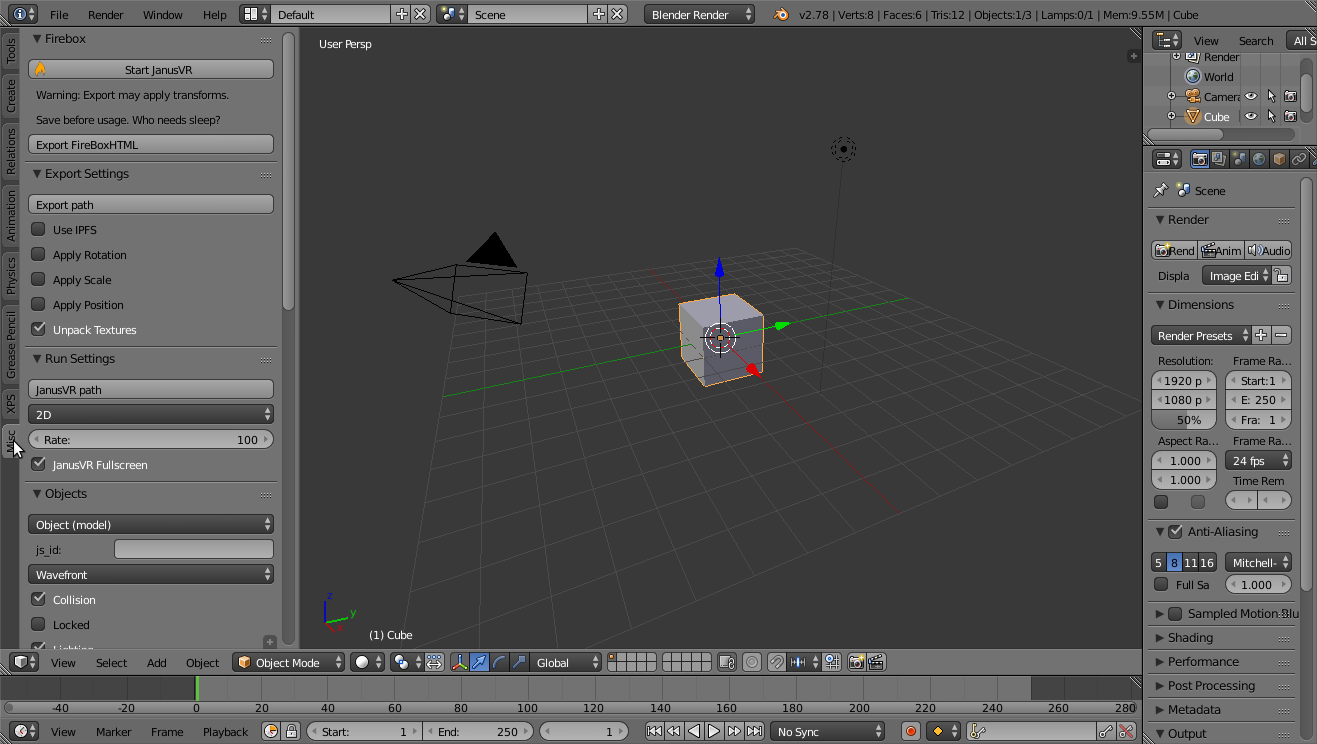 File Render Window Help Default Scene Blender Render v2.78 | Verts:8 | Faces:6 | Tris:12 | Objects:1/3 | Lamps:0/1 | Mem:9.55M | Cube
Tools
Create
Relations
Animation
Physics
Grease Pencil
XPS
Misc
Firebox
Start JanusVR
Warning: Export may apply transforms.
Save before usage. Who needs sleep?
Export FireBoxHTML
Export Settings
Export path
Use IPFS
Apply Rotation
Apply Scale
Apply Position
Unpack Textures
Run Settings
JanusVR path
2D
Rate: 100
JanusVR Fullscreen
Objects
Object (model)
js_id:
Wavefront
Collision
Locked
User Persp
z
y
x
(1) Cube
View Select Add Object Object Mode Global
-40 -20 0 20 40 60 80 100 120 140 160 180 200 220 240 260 280
View Marker Frame Playback Start: 1 End: 250 1 No Sync
View Search All S
Render
World
Camera
Cube
Scene
Render
Rend Anim Audio
Displa Image Edi
Dimensions
Render Presets
Resolution: Frame Ra...
1920 p Start:1
1080 p E: 250
50% Fra: 1
Aspect Ra... Frame Ra...
1.000 24 fps
1.000 Time Rem
Anti-Aliasing
5 8 11 16 Mitchell-
Full Sa 1.000
Sampled Motion Blu
Shading
Performance
Post Processing
Metadata
Output